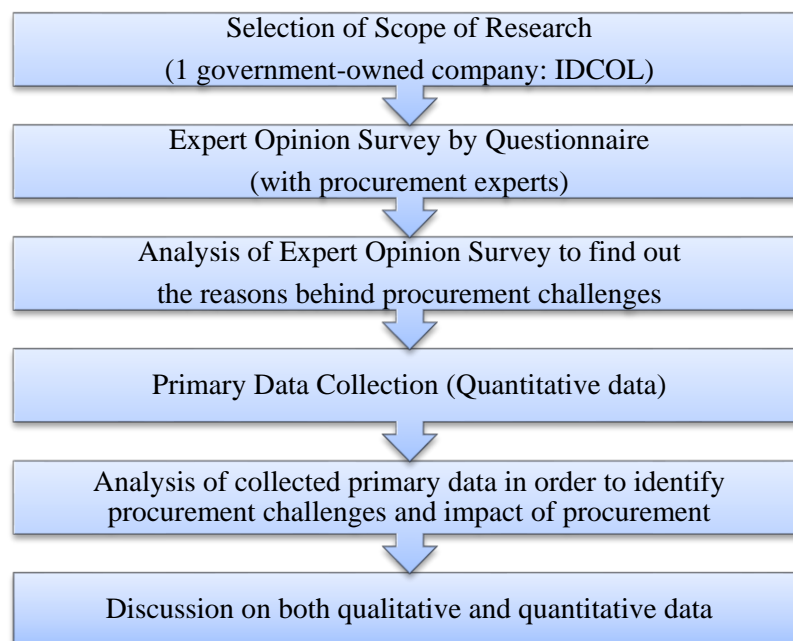 Selection of Scope of Research
(1 government-owned company: IDCOL)
Expert Opinion Survey by Questionnaire
(with procurement experts)
Analysis of Expert Opinion Survey to find out
the reasons behind procurement challenges
Primary Data Collection (Quantitative data)
Analysis of collected primary data in order to identify
procurement challenges and impact of procurement
Discussion on both qualitative and quantitative data